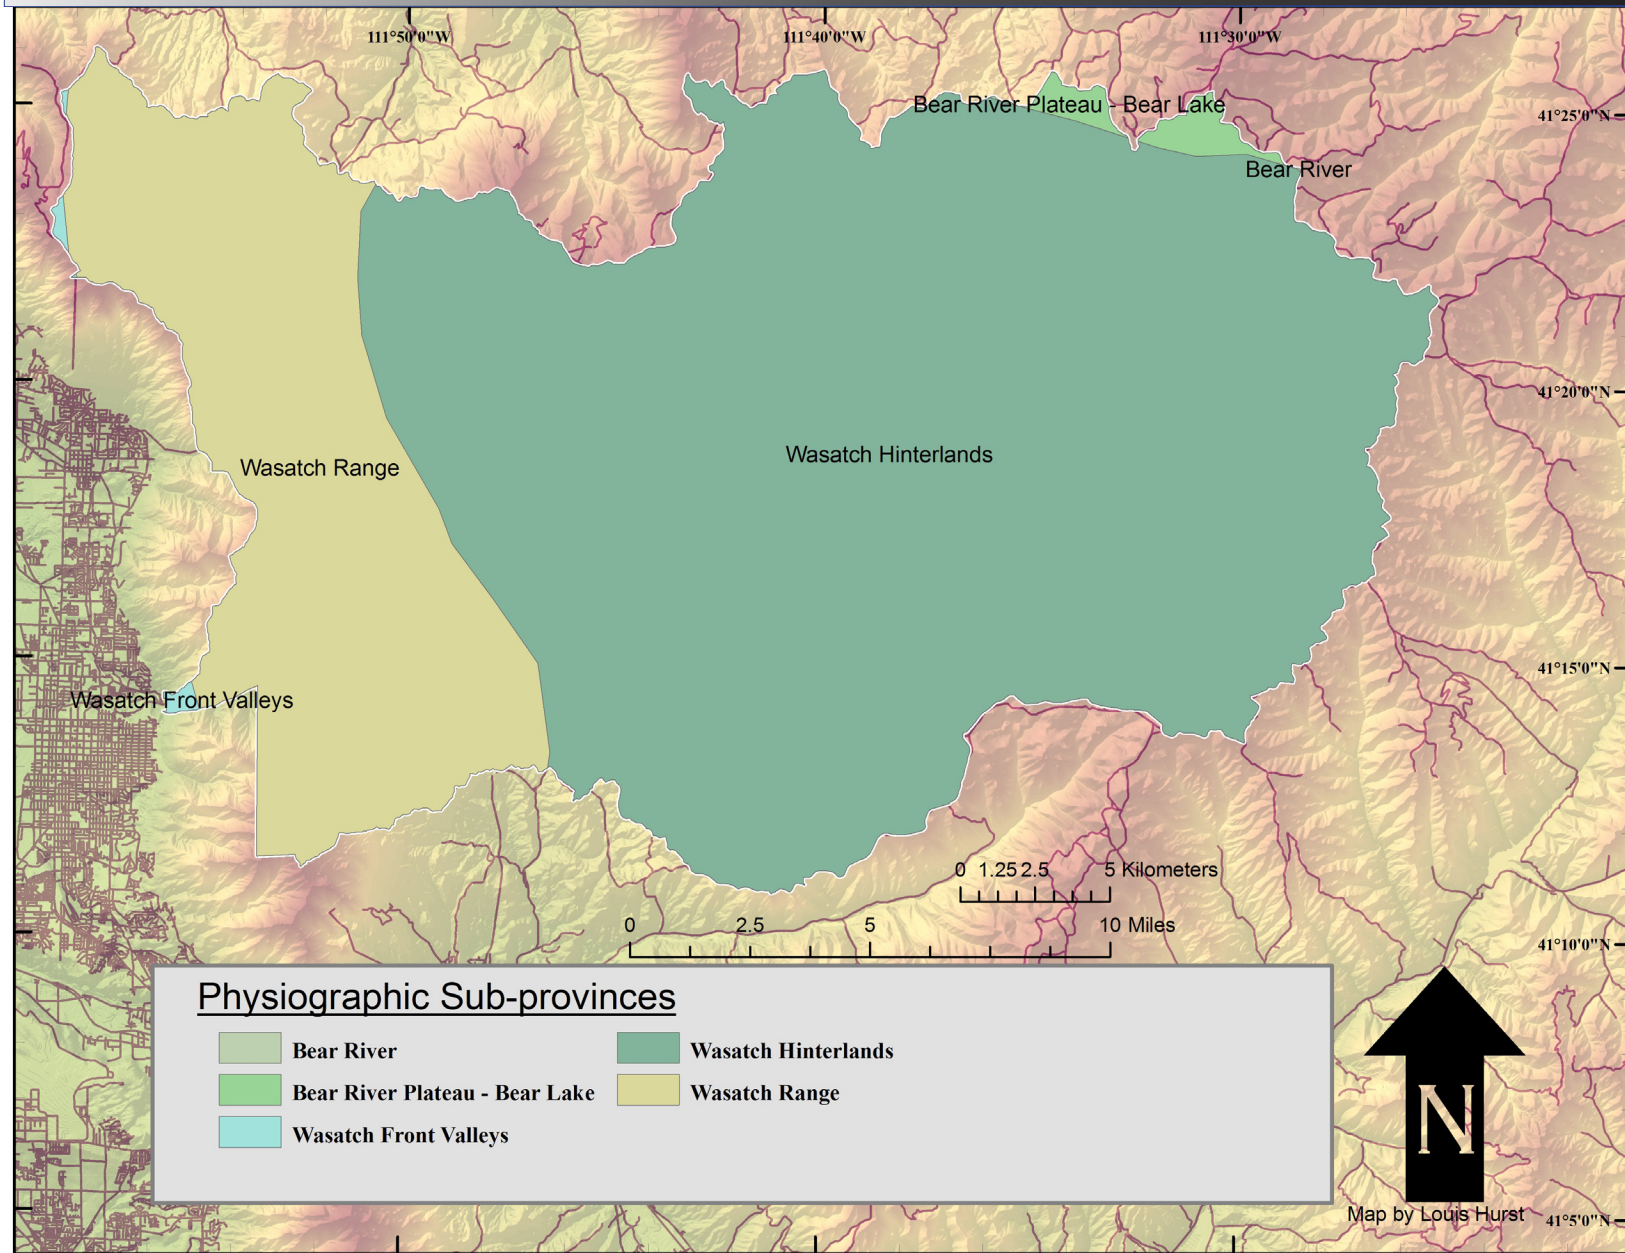 111°50'0"W
111°40'0"W
111°30'0"W
Bear River Plateau - Bear Lake
41°25'0"N
Bear River
41°20'0"N
Wasatch Hinterlands
Wasatch Range
41°15'0"N
Wasatch Front Valleys
0 1.25 2.5 5 Kilometers
0 2.5 5 10 Miles
41°10'0"N
Physiographic Sub-provinces
Bear River
Bear River Plateau - Bear Lake
Wasatch Front Valleys
Wasatch Hinterlands
Wasatch Range
N
Map by Louis Hurst
41°5'0"N